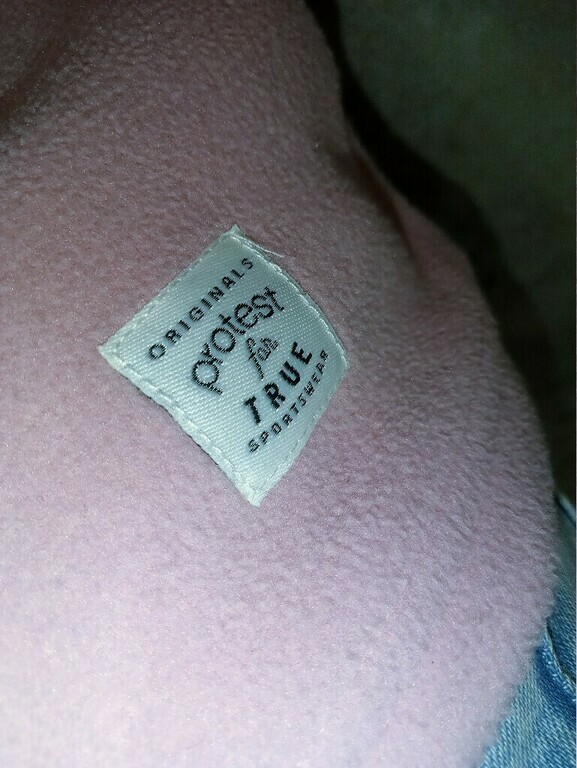 ORIGINALS
protest
for
TRUE
SPORTSWEAR